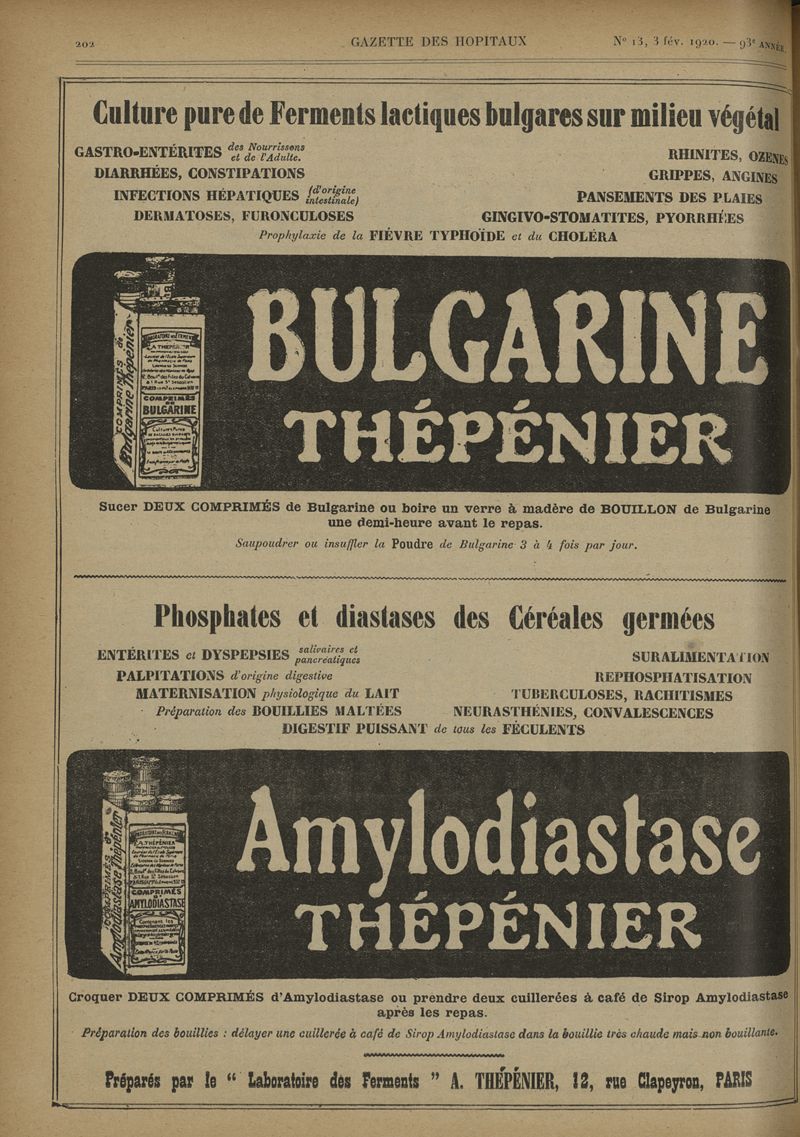 202
GAZETTE DES HOPITAUX
N° 13, 3 fév. 1920. — 93e ANNÉE
Culture pure de Ferments lactiques bulgares sur milieu végétal
GASTRO-ENTÉRITES des Nourrissons et de l'Adulte.
DIARRHÉES, CONSTIPATIONS
INFECTIONS HÉPATIQUES (d'origine intestinale)
DERMATOSES, FURONCULOSES
RHINITES, OZENES
GRIPPES, ANGINES
PANSEMENTS DES PLAIES
GINGIVO-STOMATITES, PYORRHÉES
Prophylaxie de la FIÉVRE TYPHOÏDE et du CHOLÉRA
COMPRIMÉS de
Bulgarine Thépénier
COMPRIMÉS
BULGARINE
BULGARINE
THÉPÉNIER
Sucer DEUX COMPRIMÉS de Bulgarine ou boire un verre à madère de BOUILLON de Bulgarine
une demi-heure avant le repas.
Saupoudrer ou insuffler la Poudre de Bulgarine 3 à 4 fois par jour.
Phosphates et diastases des Céréales germées
ENTÉRITES et DYSPEPSIES salivaires et pancréatiques
PALPITATIONS d'origine digestive
MATERNISATION physiologique du LAIT
Préparation des BOUILLIES MALTÉES
SURALIMENTATION
REPHOSPHATISATION
TUBERCULOSES, RACHITISMES
NEURASTHÉNIES, CONVALESCENCES
DIGESTIF PUISSANT de tous les FÉCULENTS
COMPRIMÉS de
Amylodiastase Thépénier
A. THÉPÉNIER
COMPRIMÉS
AMYLODIASTASE
Amylodiastase
THÉPÉNIER
Croquer DEUX COMPRIMÉS d'Amylodiastase ou prendre deux cuillerées à café de Sirop Amylodiastase
après les repas.
Préparation des bouillies : délayer une cuillerée à café de Sirop Amylodiastase dans la bouillie très chaude mais non bouillante.
Préparés par le " Laboratoire des Ferments " A. THÉPÉNIER, 12, rue Clapeyron, PARIS